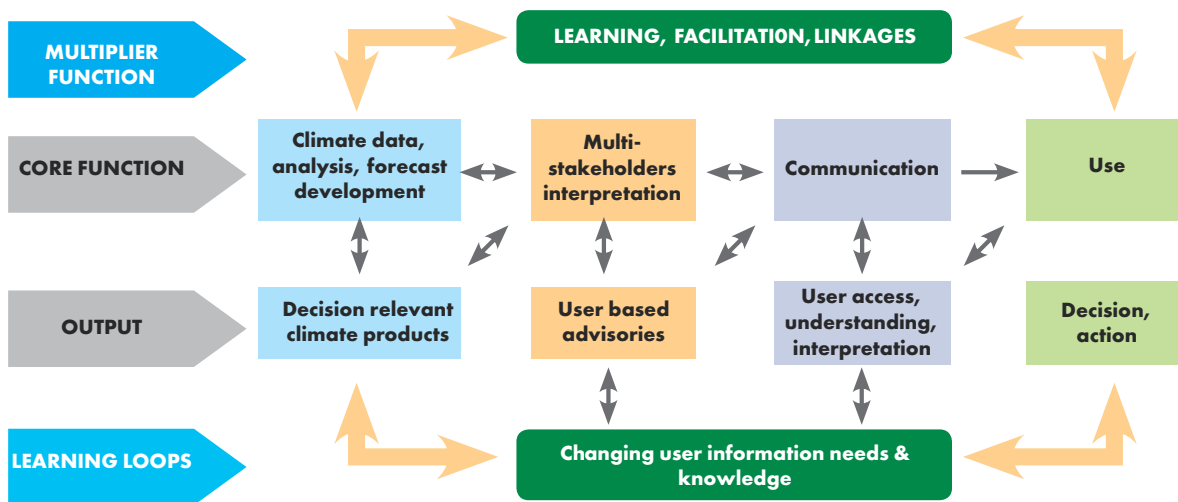 MULTIPLIER
FUNCTION
LEARNING, FACILITATION, LINKAGES
CORE FUNCTION
Climate data,
analysis, forecast
development
Multi-
stakeholders
interpretation
Communication
Use
OUTPUT
Decision relevant
climate products
User based
advisories
User access,
understanding,
interpretation
Decision,
action
LEARNING LOOPS
Changing user information needs &
knowledge